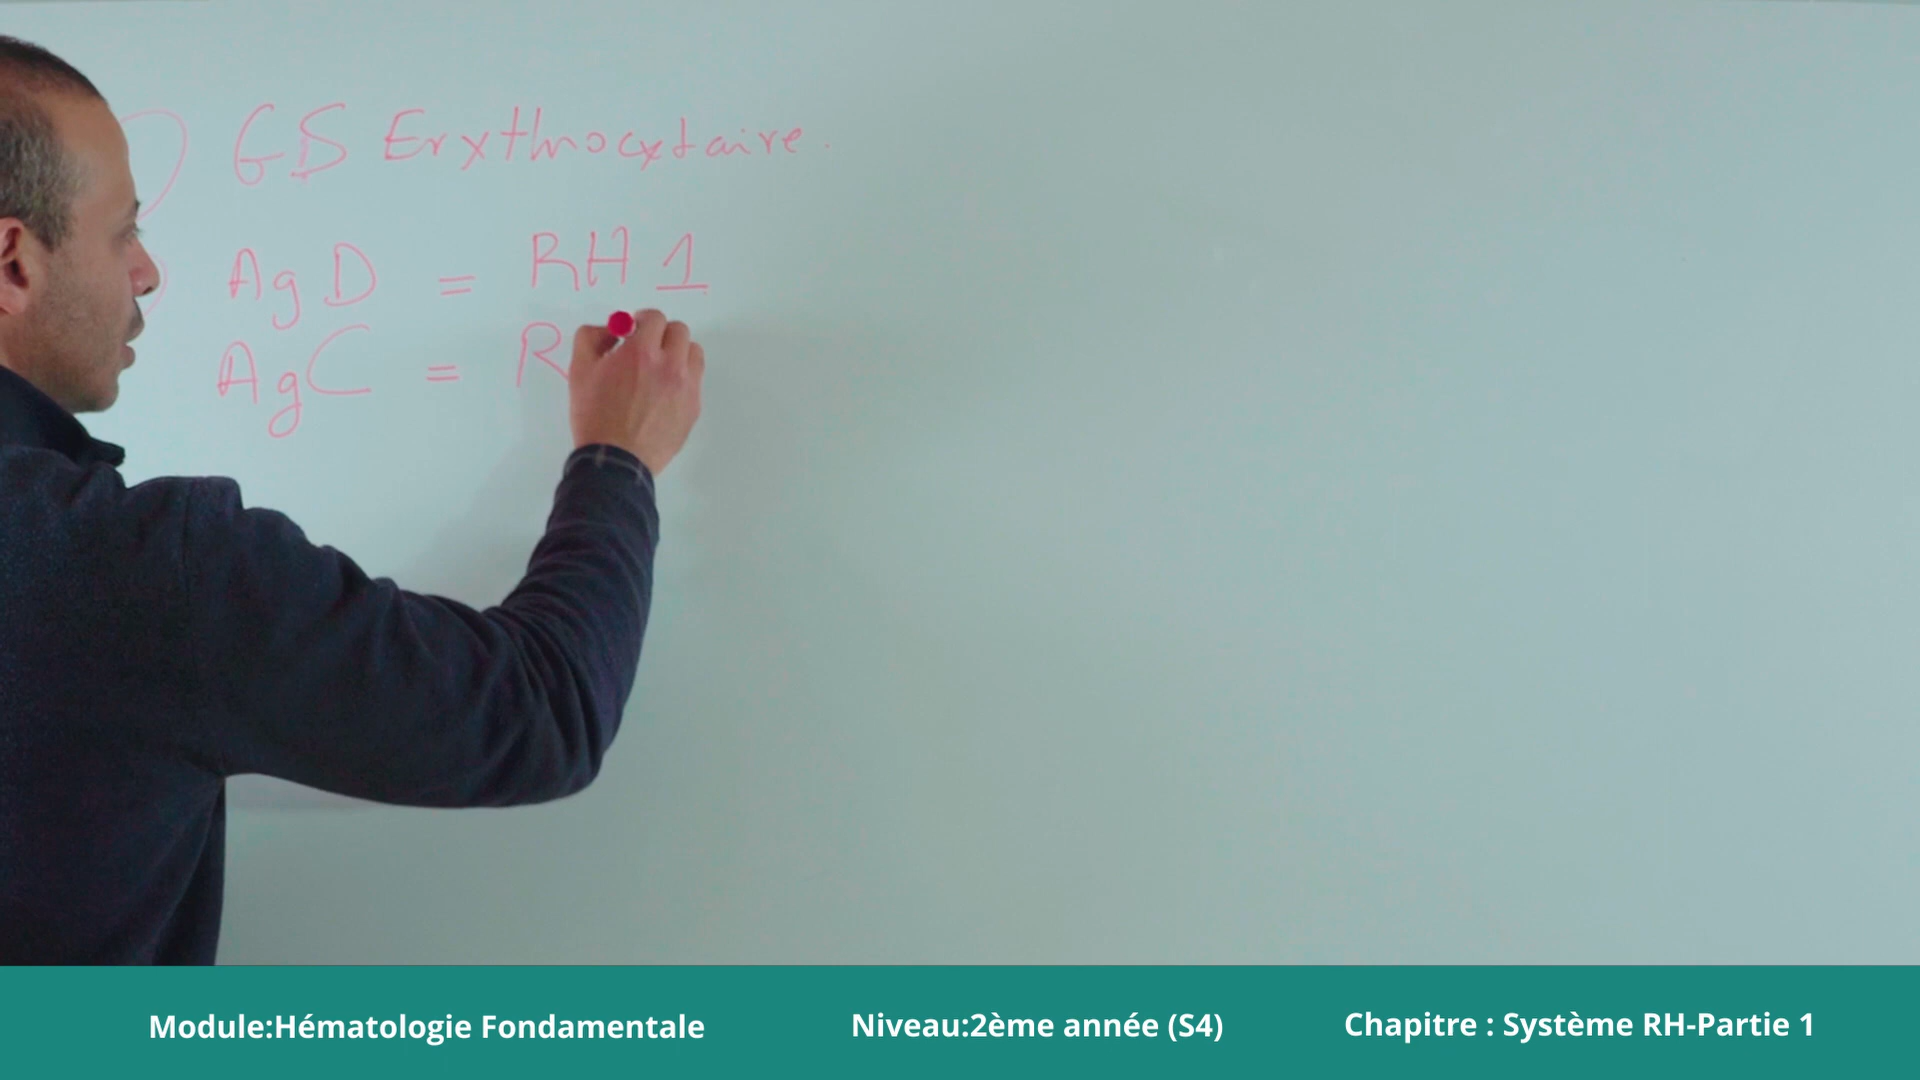 GS Erythrocytaire.
Ag D = RH 1
Ag C = R
Module:Hématologie Fondamentale
Niveau:2ème année (S4)
Chapitre : Système RH-Partie 1